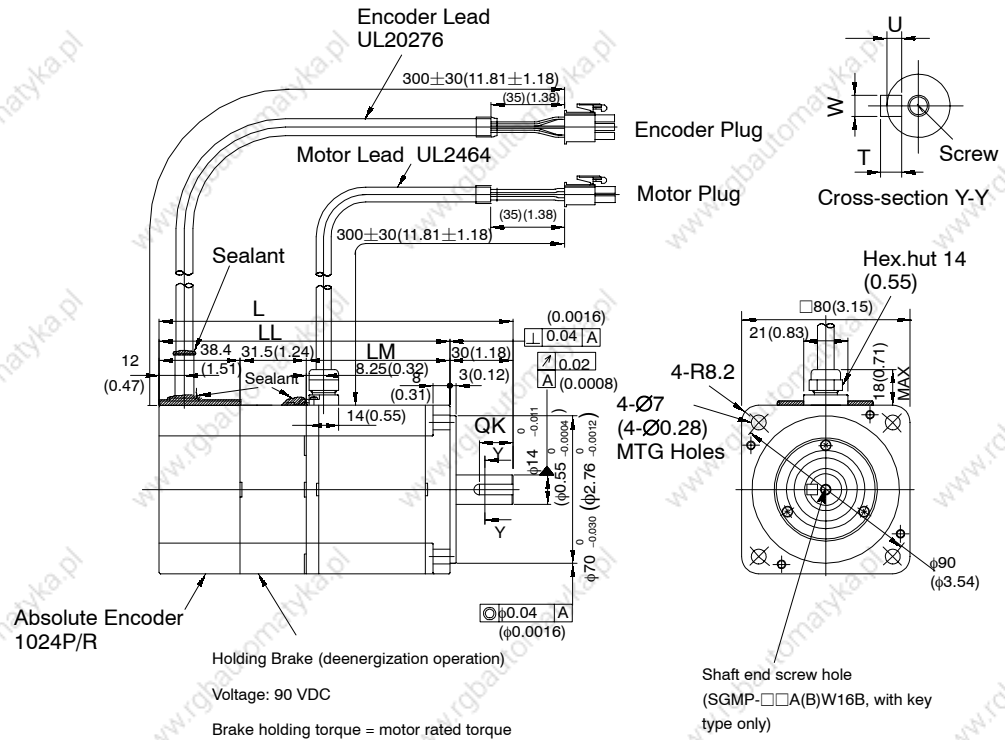 Encoder Lead
UL20276
300±30(11.81±1.18)
(35)(1.38)
Encoder Plug
Motor Lead UL2464
Motor Plug
(35)(1.38)
300±30(11.81±1.18)
U
W
T
Screw
Cross-section Y-Y
Sealant
Hex.hut 14
(0.55)
L
(0.0016)
⊥ 0.04 A
LL
12
(0.47)
38.4
(1.51)
31.5(1.24)
LM
30(1.18)
↗ 0.02
A (0.0008)
8.25(0.32)
8
(0.31)
3(0.12)
Sealant
14(0.55)
QK
Y
Y
ϕ14 0 -0.011
(ϕ0.55 0 -0.0004)
ϕ70 0 -0.030
(ϕ2.76 0 -0.0012)
□80(3.15)
21(0.83)
18(0.71)
MAX
4-R8.2
4-Ø7
(4-Ø0.28)
MTG Holes
ϕ90
(ϕ3.54)
◎ ϕ0.04 A
(ϕ0.0016)
Absolute Encoder
1024P/R
Holding Brake (deenergization operation)
Voltage: 90 VDC
Brake holding torque = motor rated torque
Shaft end screw hole
(SGMP-□□A(B)W16B, with key
type only)
www.rgbautomatyka.pl